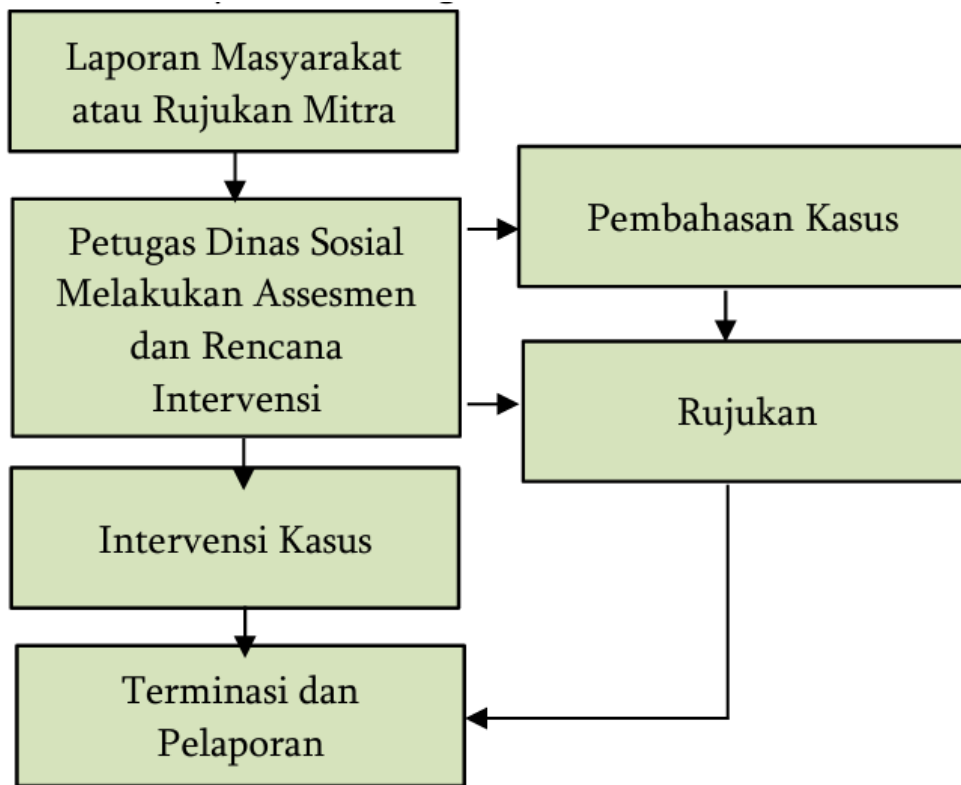 Laporan Masyarakat
atau Rujukan Mitra
Petugas Dinas Sosial
Melakukan Assesmen
dan Rencana
Intervensi
Pembahasan Kasus
Rujukan
Intervensi Kasus
Terminasi dan
Pelaporan